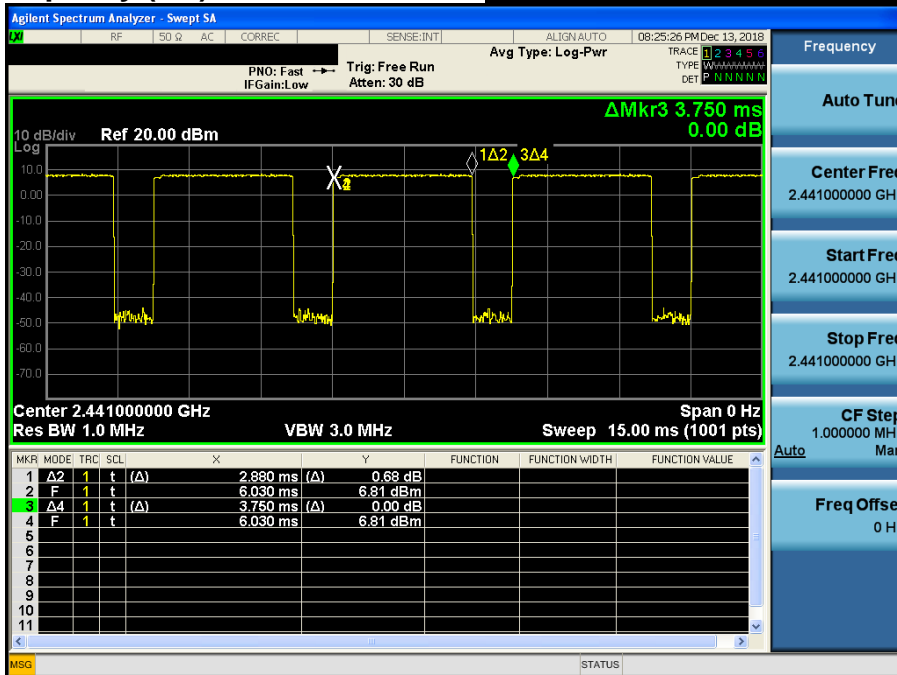 Agilent Spectrum Analyzer - Swept SA
LXI RF 50 Ω AC CORREC SENSE:INT ALIGN AUTO 08:25:26 PM Dec 13, 2018
PNO: Fast
IFGain:Low
Trig: Free Run
Atten: 30 dB
Avg Type: Log-Pwr
TRACE 1 2 3 4 5 6
TYPE W
DET P N N N N N
ΔMkr3 3.750 ms
0.00 dB
10 dB/div Ref 20.00 dBm
Log
1Δ2 3Δ4
10.0
0.00
-10.0
-20.0
-30.0
-40.0
-50.0
-60.0
-70.0
Center 2.441000000 GHz Span 0 Hz
Res BW 1.0 MHz VBW 3.0 MHz Sweep 15.00 ms (1001 pts)
MKR MODE TRC SCL X Y FUNCTION FUNCTION WIDTH FUNCTION VALUE
1 Δ2 1 t (Δ) 2.880 ms (Δ) 0.68 dB
2 F 1 t 6.030 ms 6.81 dBm
3 Δ4 1 t (Δ) 3.750 ms (Δ) 0.00 dB
4 F 1 t 6.030 ms 6.81 dBm
5
6
7
8
9
10
11
MSG STATUS
Frequency
Auto Tun
Center Fre
2.441000000 GH
Start Fre
2.441000000 GH
Stop Fre
2.441000000 GH
CF Ste
1.000000 MH
Auto Ma
Freq Offse
0 H